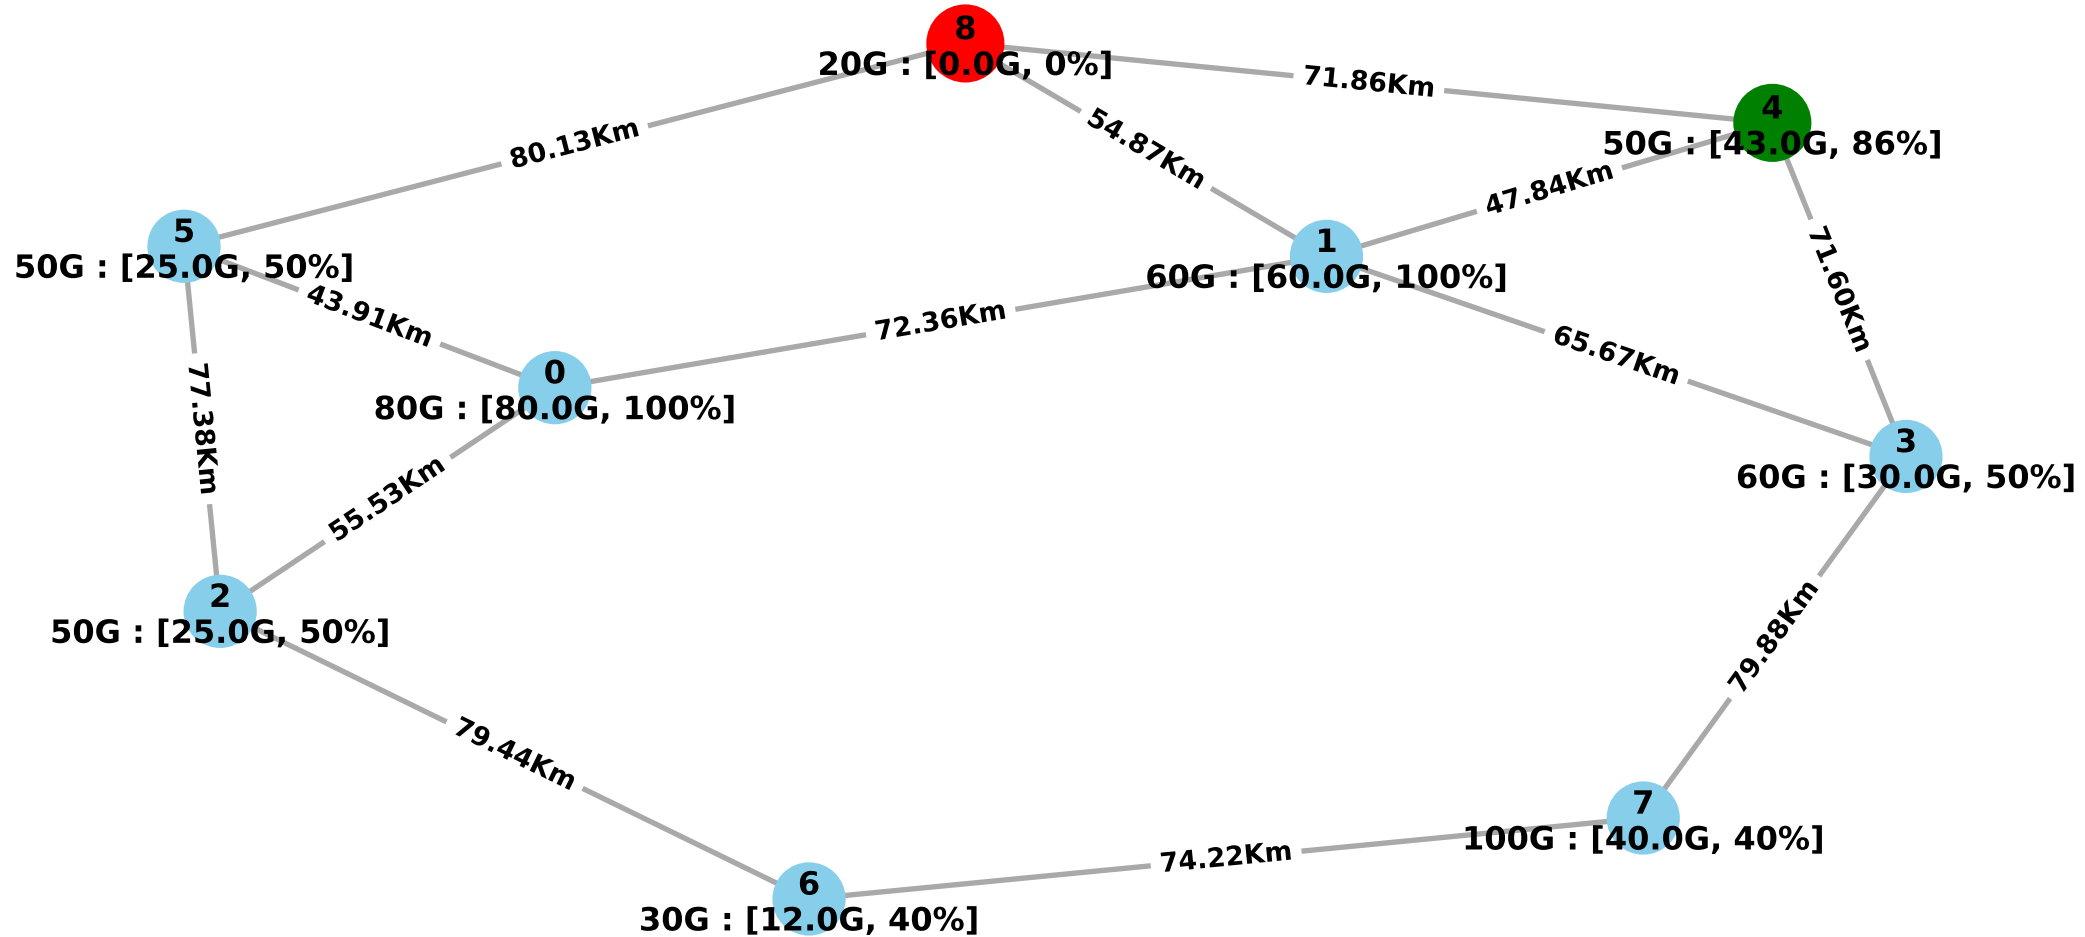 8
20G : [0.0G, 0%]
71.86Km
4
50G : [43.0G, 86%]
80.13Km
54.87Km
47.84Km
5
50G : [25.0G, 50%]
1
60G : [60.0G, 100%]
43.91Km
72.36Km
71.60Km
65.67Km
0
80G : [80.0G, 100%]
77.38Km
3
60G : [30.0G, 50%]
55.53Km
2
50G : [25.0G, 50%]
79.88Km
79.44Km
7
100G : [40.0G, 40%]
74.22Km
6
30G : [12.0G, 40%]